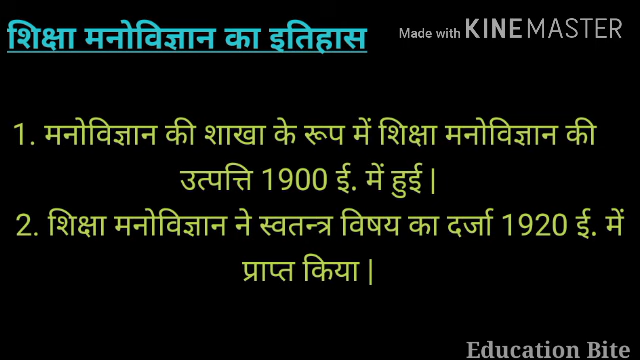 शिक्षा मनोविज्ञान का इतिहास
Made with KINEMASTER
1. मनोविज्ञान की शाखा के रूप में शिक्षा मनोविज्ञान की
उत्पत्ति 1900 ई. में हुई |
2. शिक्षा मनोविज्ञान ने स्वतन्त्र विषय का दर्जा 1920 ई. में
प्राप्त किया |
Education Bite